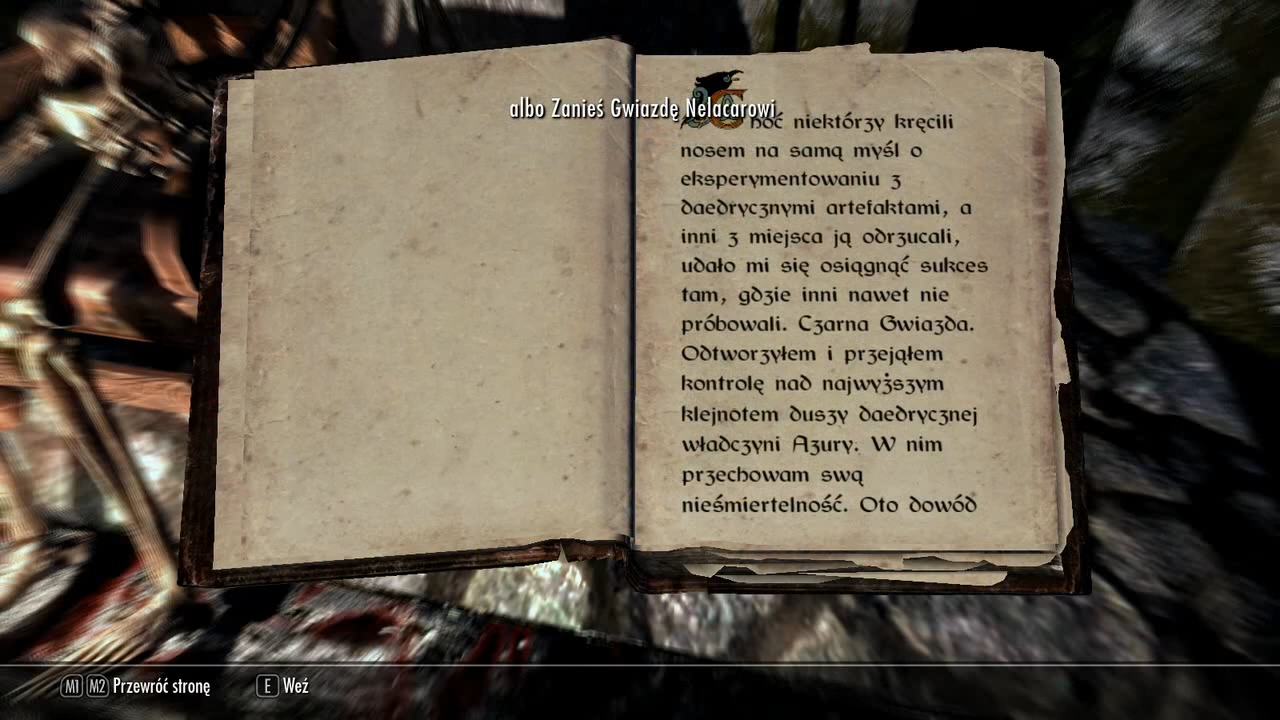 albo Zanieś Gwiazdę Nelacarowi
Choć niektórzy kręcili
nosem na samą myśl o
eksperymentowaniu z
daedrycznymi artefaktami, a
inni z miejsca ją odrzucali,
udało mi się osiągnąć sukces
tam, gdzie inni nawet nie
próbowali. Czarna Gwiazda.
Odtworzyłem i przejąłem
kontrolę nad najwyższym
klejnotem duszy daedrycznej
władczyni Azury. W nim
przechowam swą
nieśmiertelność. Oto dowód
M1 M2 Przewróć stronę
E Weź